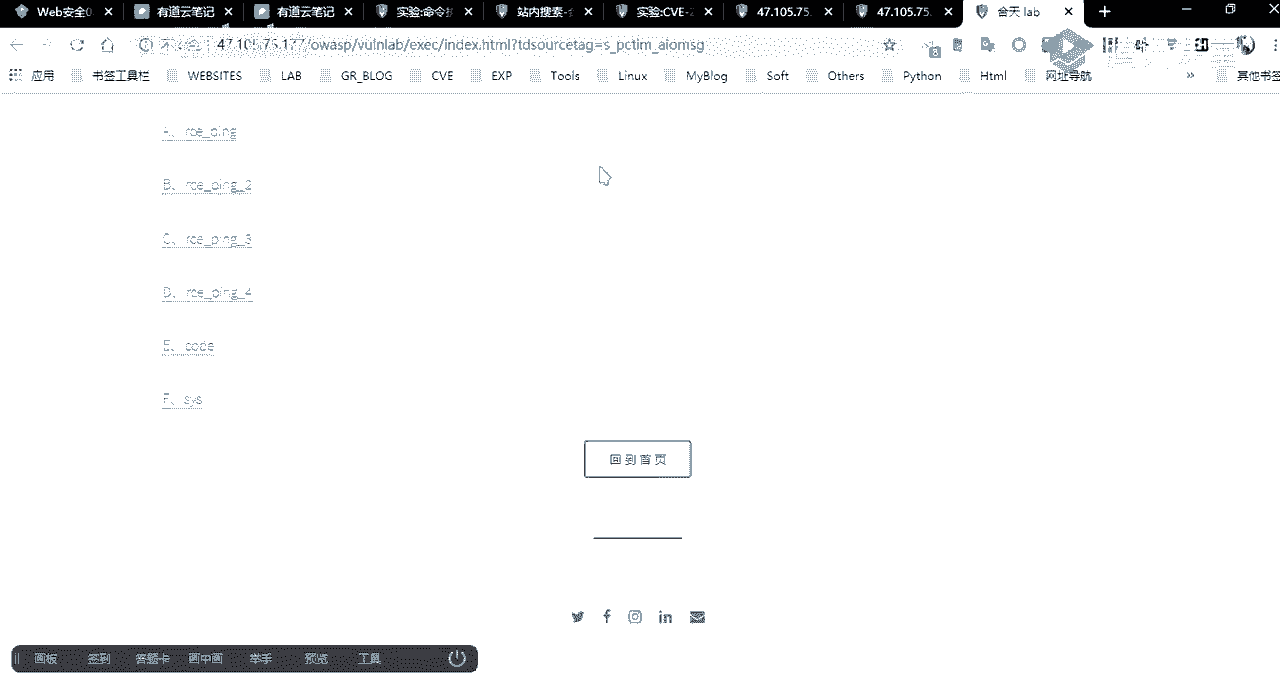 Web安全0
有道云笔记
有道云笔记
实验:命令执
站内搜索-合
实验:CVE-2
47.105.75.
47.105.75.
合天 lab
47.105.75.177/owasp/vulnlab/exec/index.html?tdsourcetag=s_pctim_aiomsg
应用
书签工具栏
WEBSITES
LAB
GR_BLOG
CVE
EXP
Tools
Linux
MyBlog
Soft
Others
Python
Html
网址导航
»
其他书签
A、rce_ping
B、rce_ping_2
C、rce_ping_3
D、rce_ping_4
E、code
F、sys
回到首页
画板
签到
答题卡
画中画
举手
预览
工具